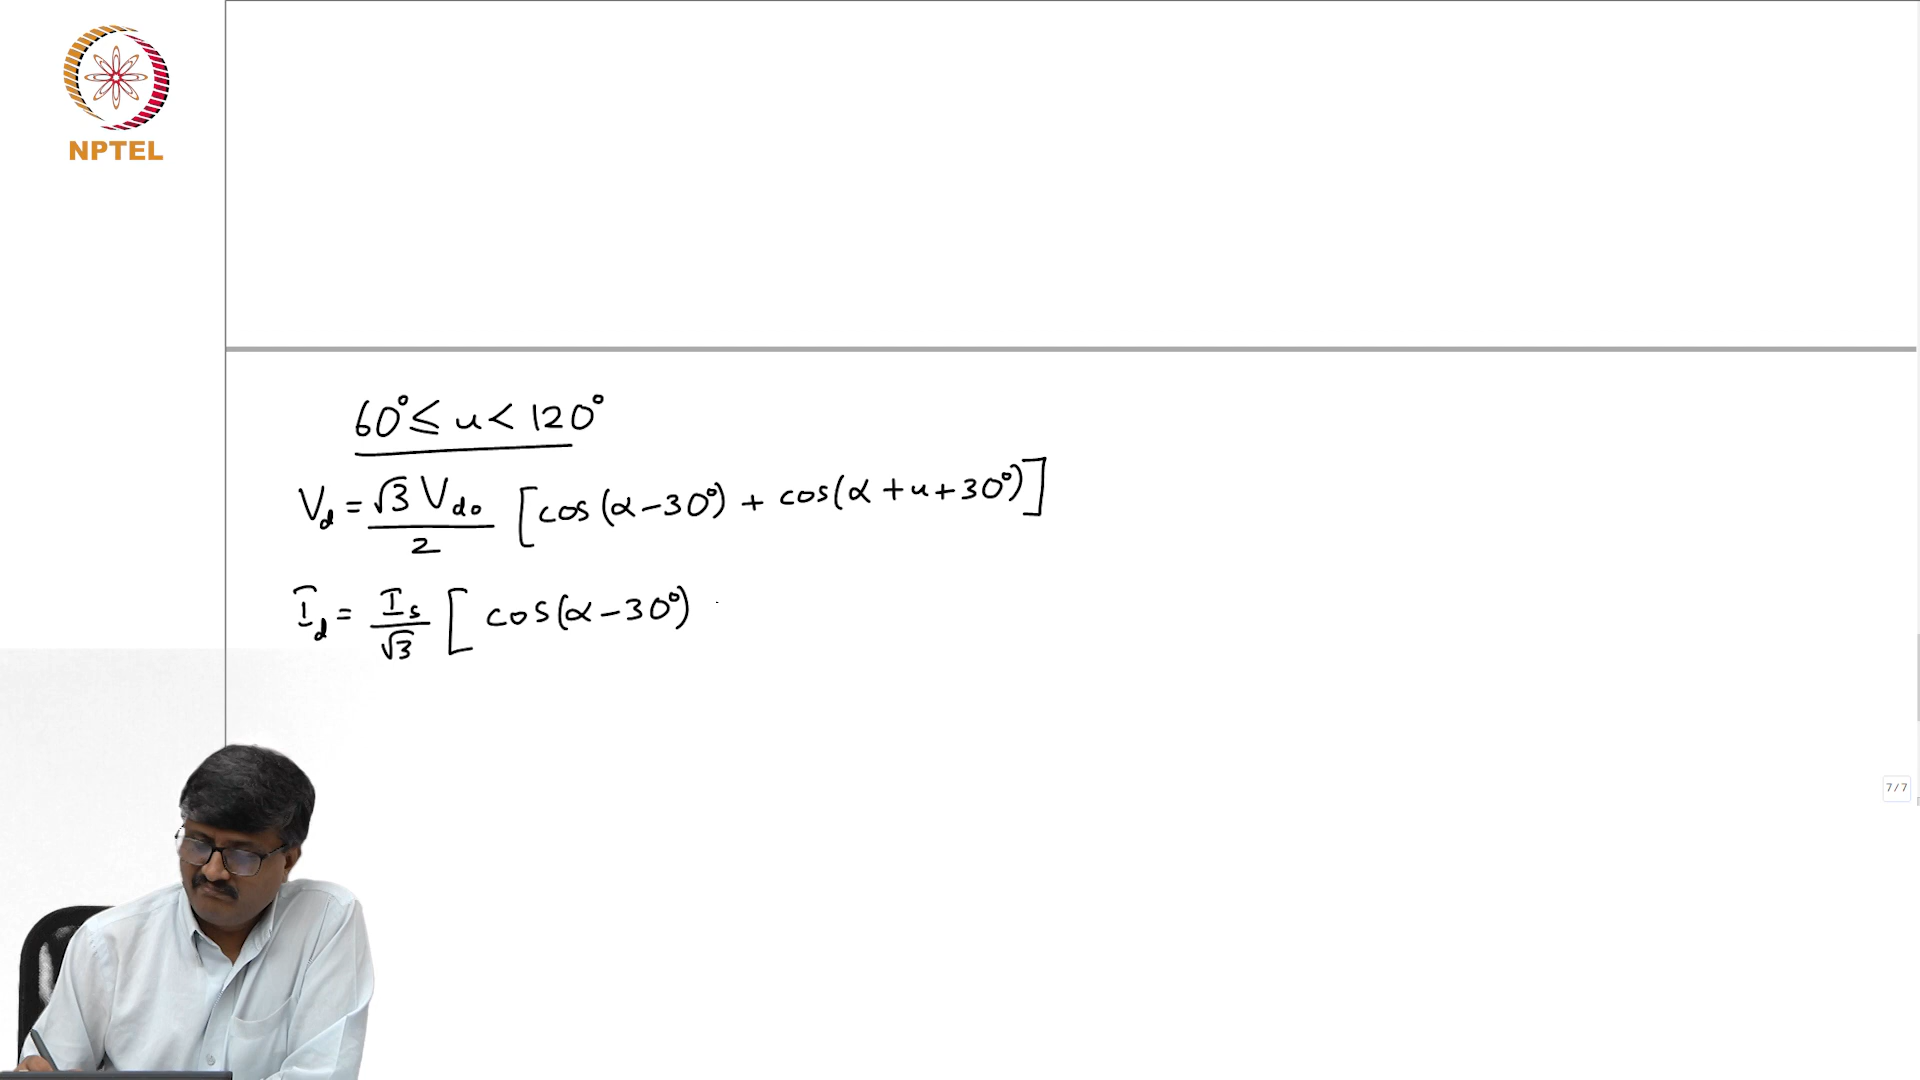 NPTEL
60° ≤ u < 120°
V_d = √3 V_do / 2 [cos(α−30°) + cos(α+u+30°)]
I_d = I_s / √3 [ cos(α−30°)
7/7